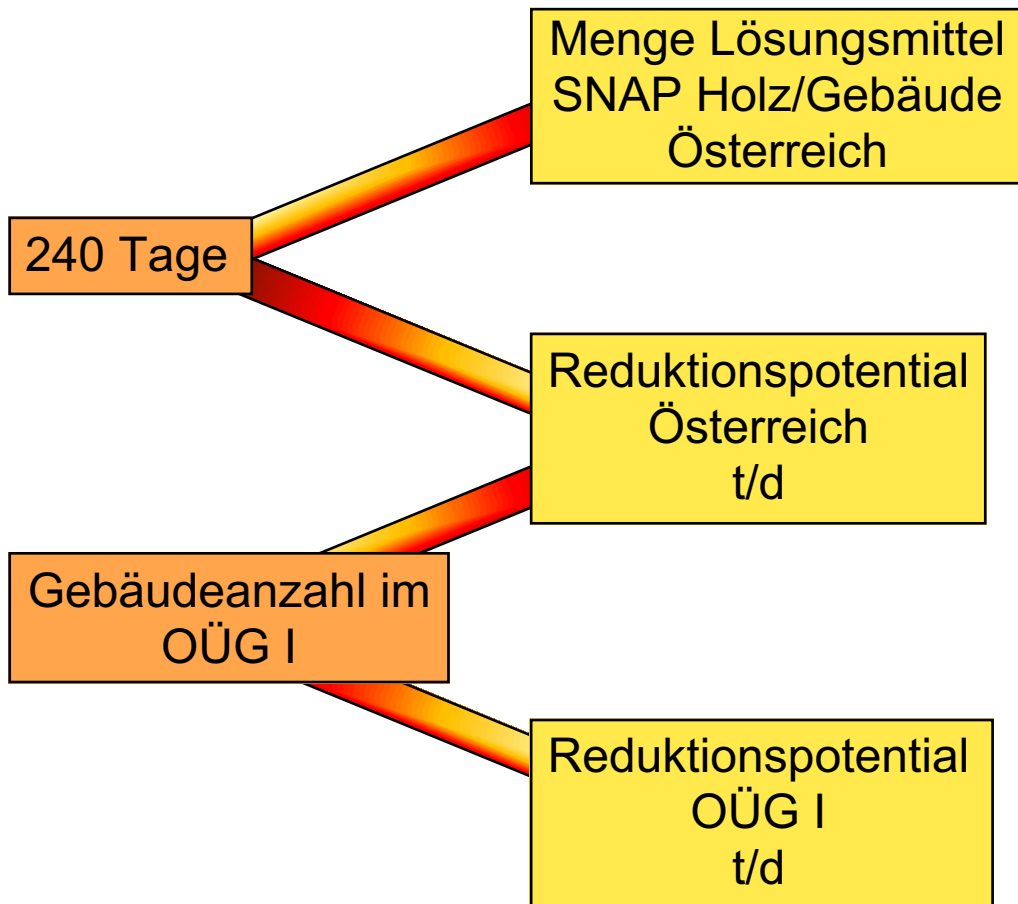 Menge Lösungsmittel
SNAP Holz/Gebäude
Österreich
240 Tage
Reduktionspotential
Österreich
t/d
Gebäudeanzahl im
OÜG I
Reduktionspotential
OÜG I
t/d